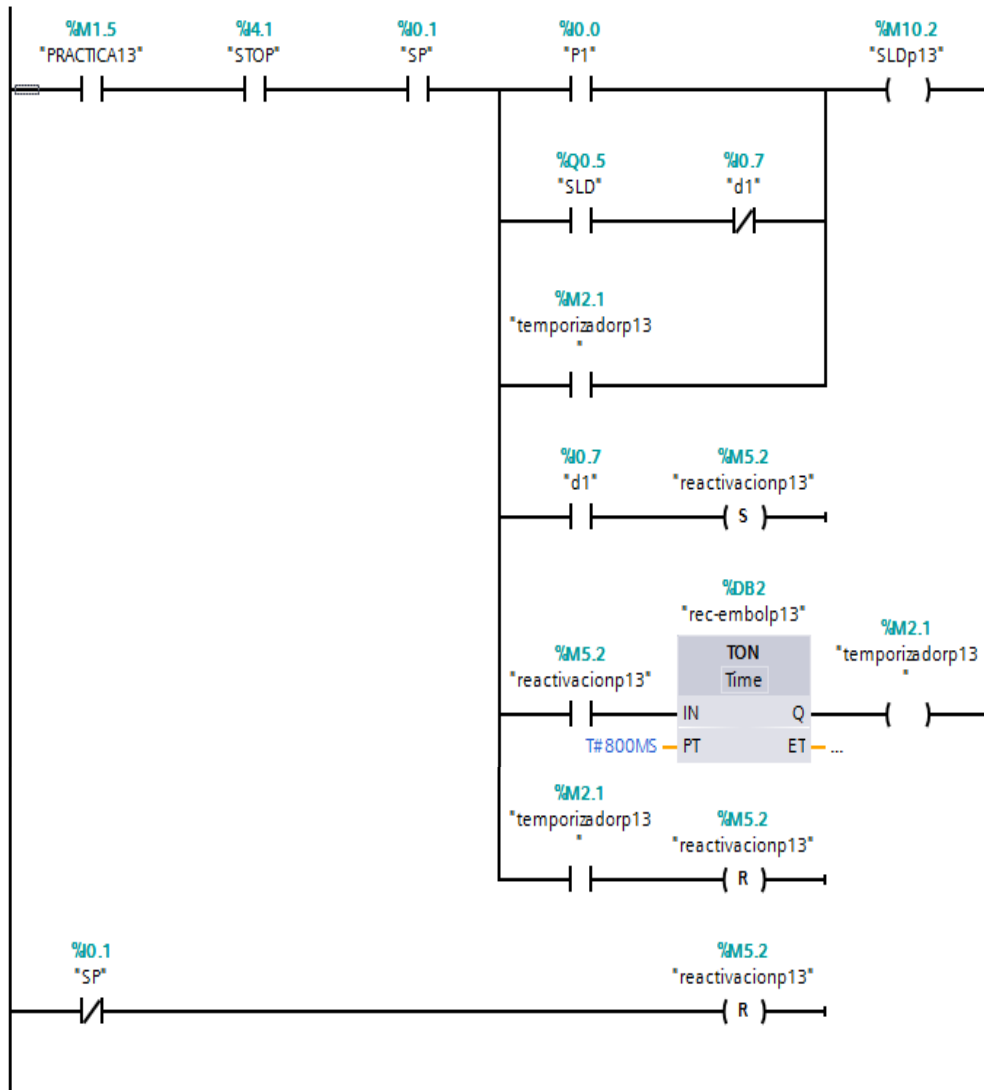 %M1.5 %I4.1 %I0.1 %I0.0 %M10.2
"PRACTICA13" "STOP" "SP" "P1" "SLDp13"
%Q0.5 %I0.7
"SLD" "d1"
%M2.1
"temporizadorp13
"
%I0.7 %M5.2
"d1" "reactivacionp13"
S
%DB2
"rec-embolp13"
%M2.1
"temporizadorp13
"
%M5.2 TON
"reactivacionp13" Time
IN Q
T#800MS PT ET ...
%M2.1
"temporizadorp13
"
%M5.2
"reactivacionp13"
R
%I0.1 %M5.2
"SP" "reactivacionp13"
R